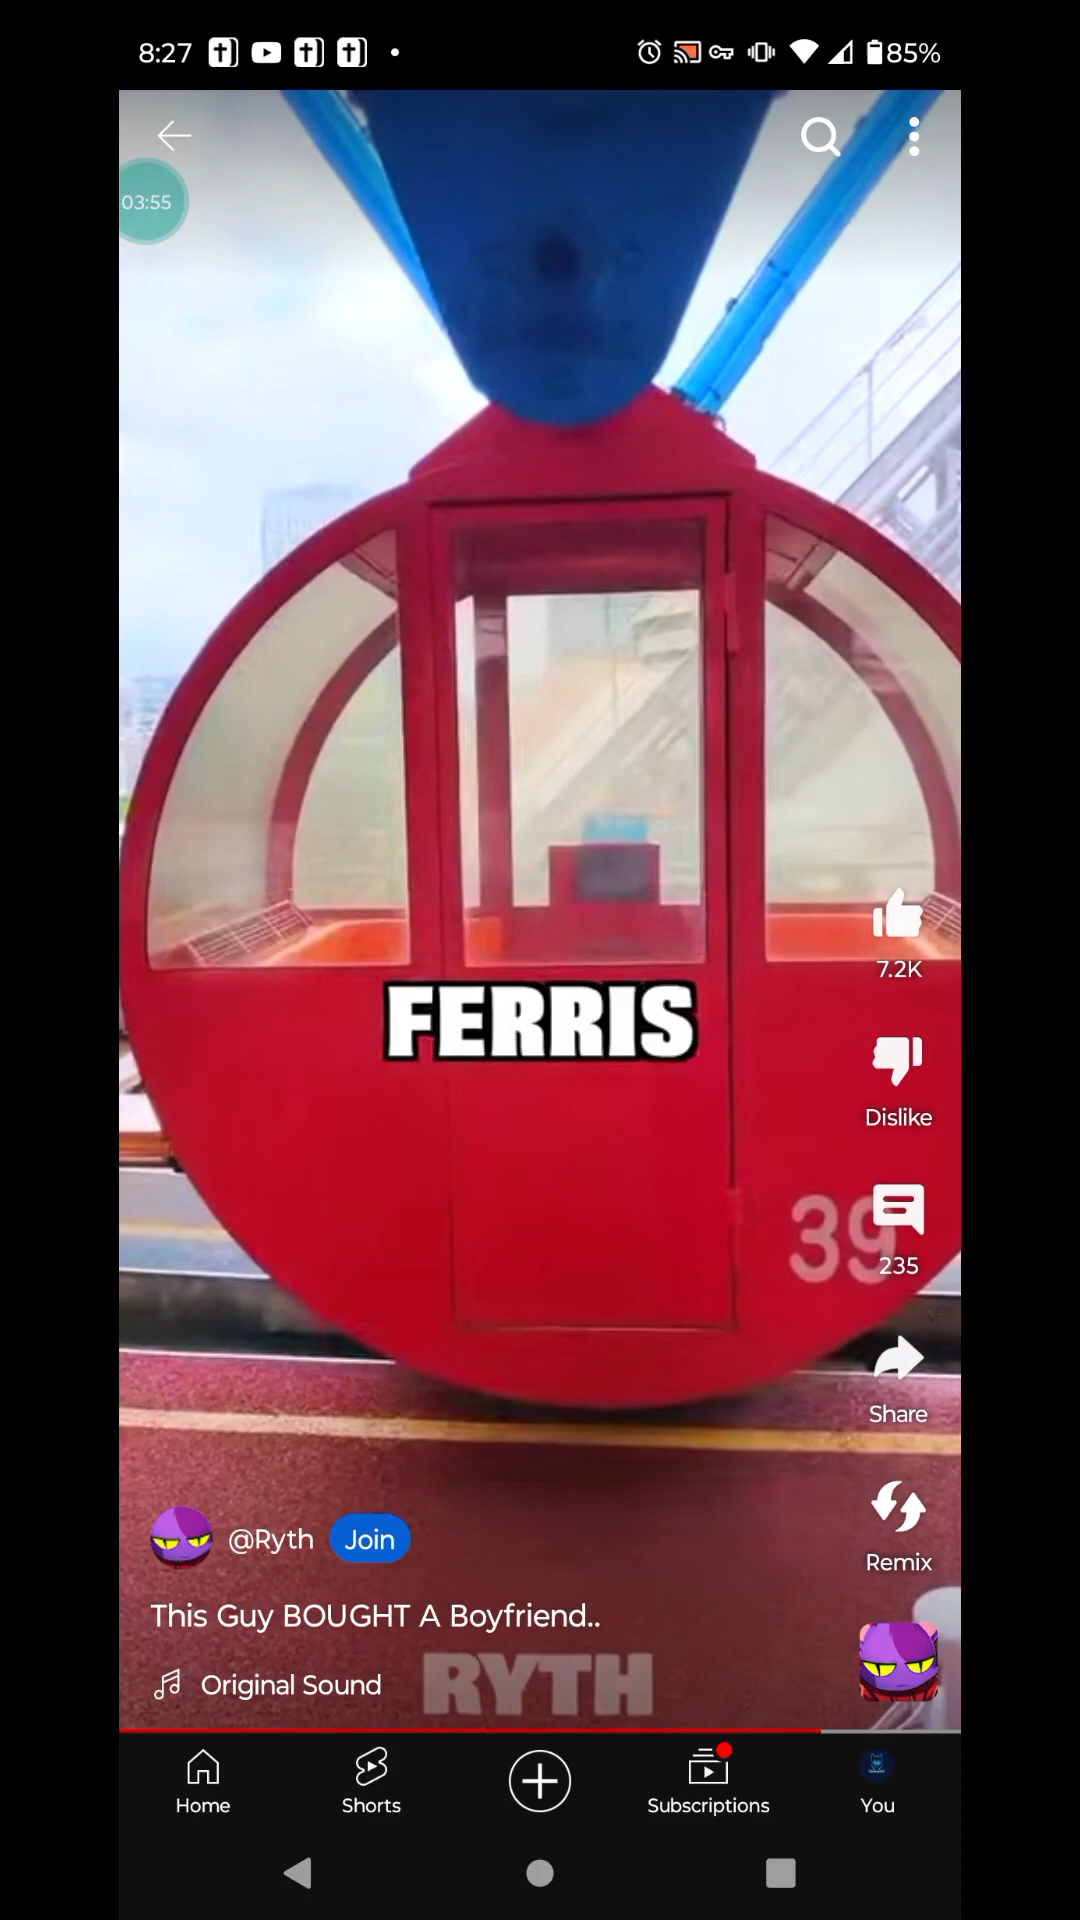 8:27
85%
03:55
FERRIS
7.2K
Dislike
39
235
Share
Remix
@Ryth
Join
This Guy BOUGHT A Boyfriend..
Original Sound
RYTH
Home
Shorts
Subscriptions
You